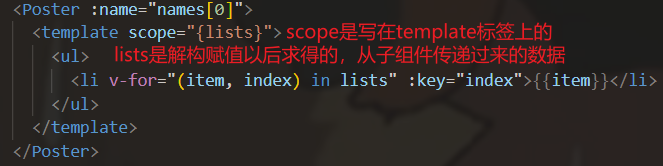 <Poster :name="names[0]">
<template scope="{lists}"> scope是写在template标签上的
<ul> lists是解构赋值以后求得的，从子组件传递过来的数据
<li v-for="(item, index) in lists" :key="index">{{item}}</li>
</ul>
</template>
</Poster>